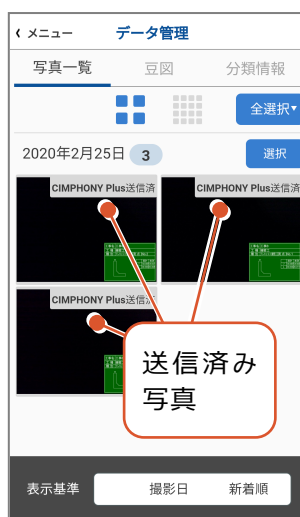 ‹ メニュー データ管理
写真一覧 豆図 分類情報
全選択▾
2020年2月25日 3 選択
CIMPHONY Plus送信済 CIMPHONY Plus送信済
CIMPHONY Plus送信済
送信済み
写真
表示基準 撮影日 新着順